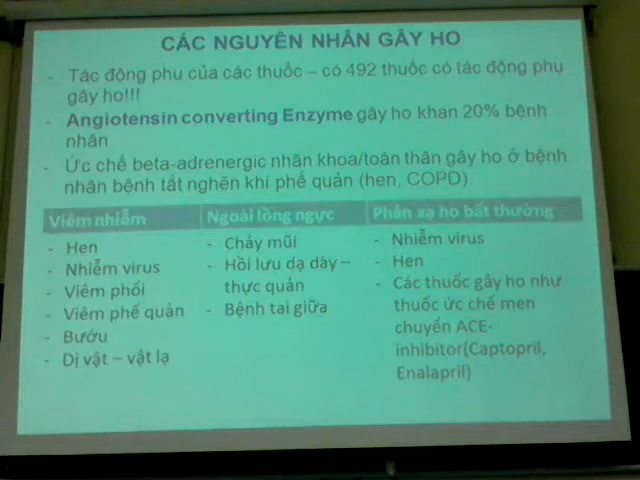 CÁC NGUYÊN NHÂN GÂY HO
- Tác động phụ của các thuốc – có 492 thuốc có tác động phụ
gây ho!!!
- Angiotensin converting Enzyme gây ho khan 20% bệnh
nhân
- Ức chế beta-adrenergic nhãn khoa/toàn thân gây ho ở bệnh
nhân bệnh tắt nghẽn khí phế quản (hen, COPD)
Viêm nhiễm
- Hen
- Nhiễm virus
- Viêm phổi
- Viêm phế quản
- Bướu
- Dị vật – vật lạ
Ngoài lồng ngực
- Chảy mũi
- Hồi lưu dạ dày –
thực quản
- Bệnh tai giữa
Phản xạ ho bất thường
- Nhiễm virus
- Hen
- Các thuốc gây ho như
thuốc ức chế men
chuyển ACE-
inhibitor(Captopril,
Enalapril)